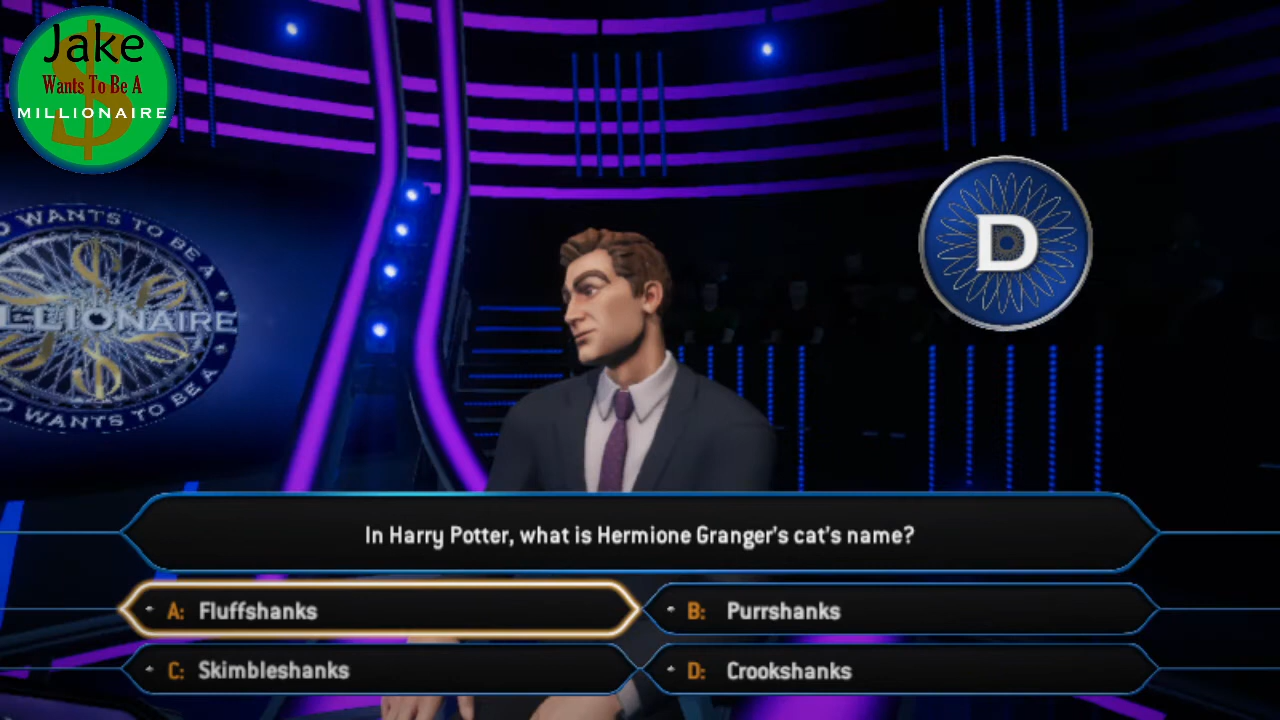 Jake
Wants To Be A
MILLIONAIRE
O WANTS TO BE A
LLIONAIRE
O WANTS TO BE A
D
In Harry Potter, what is Hermione Granger's cat's name?
A: Fluffshanks
B: Purrshanks
C: Skimbleshanks
D: Crookshanks